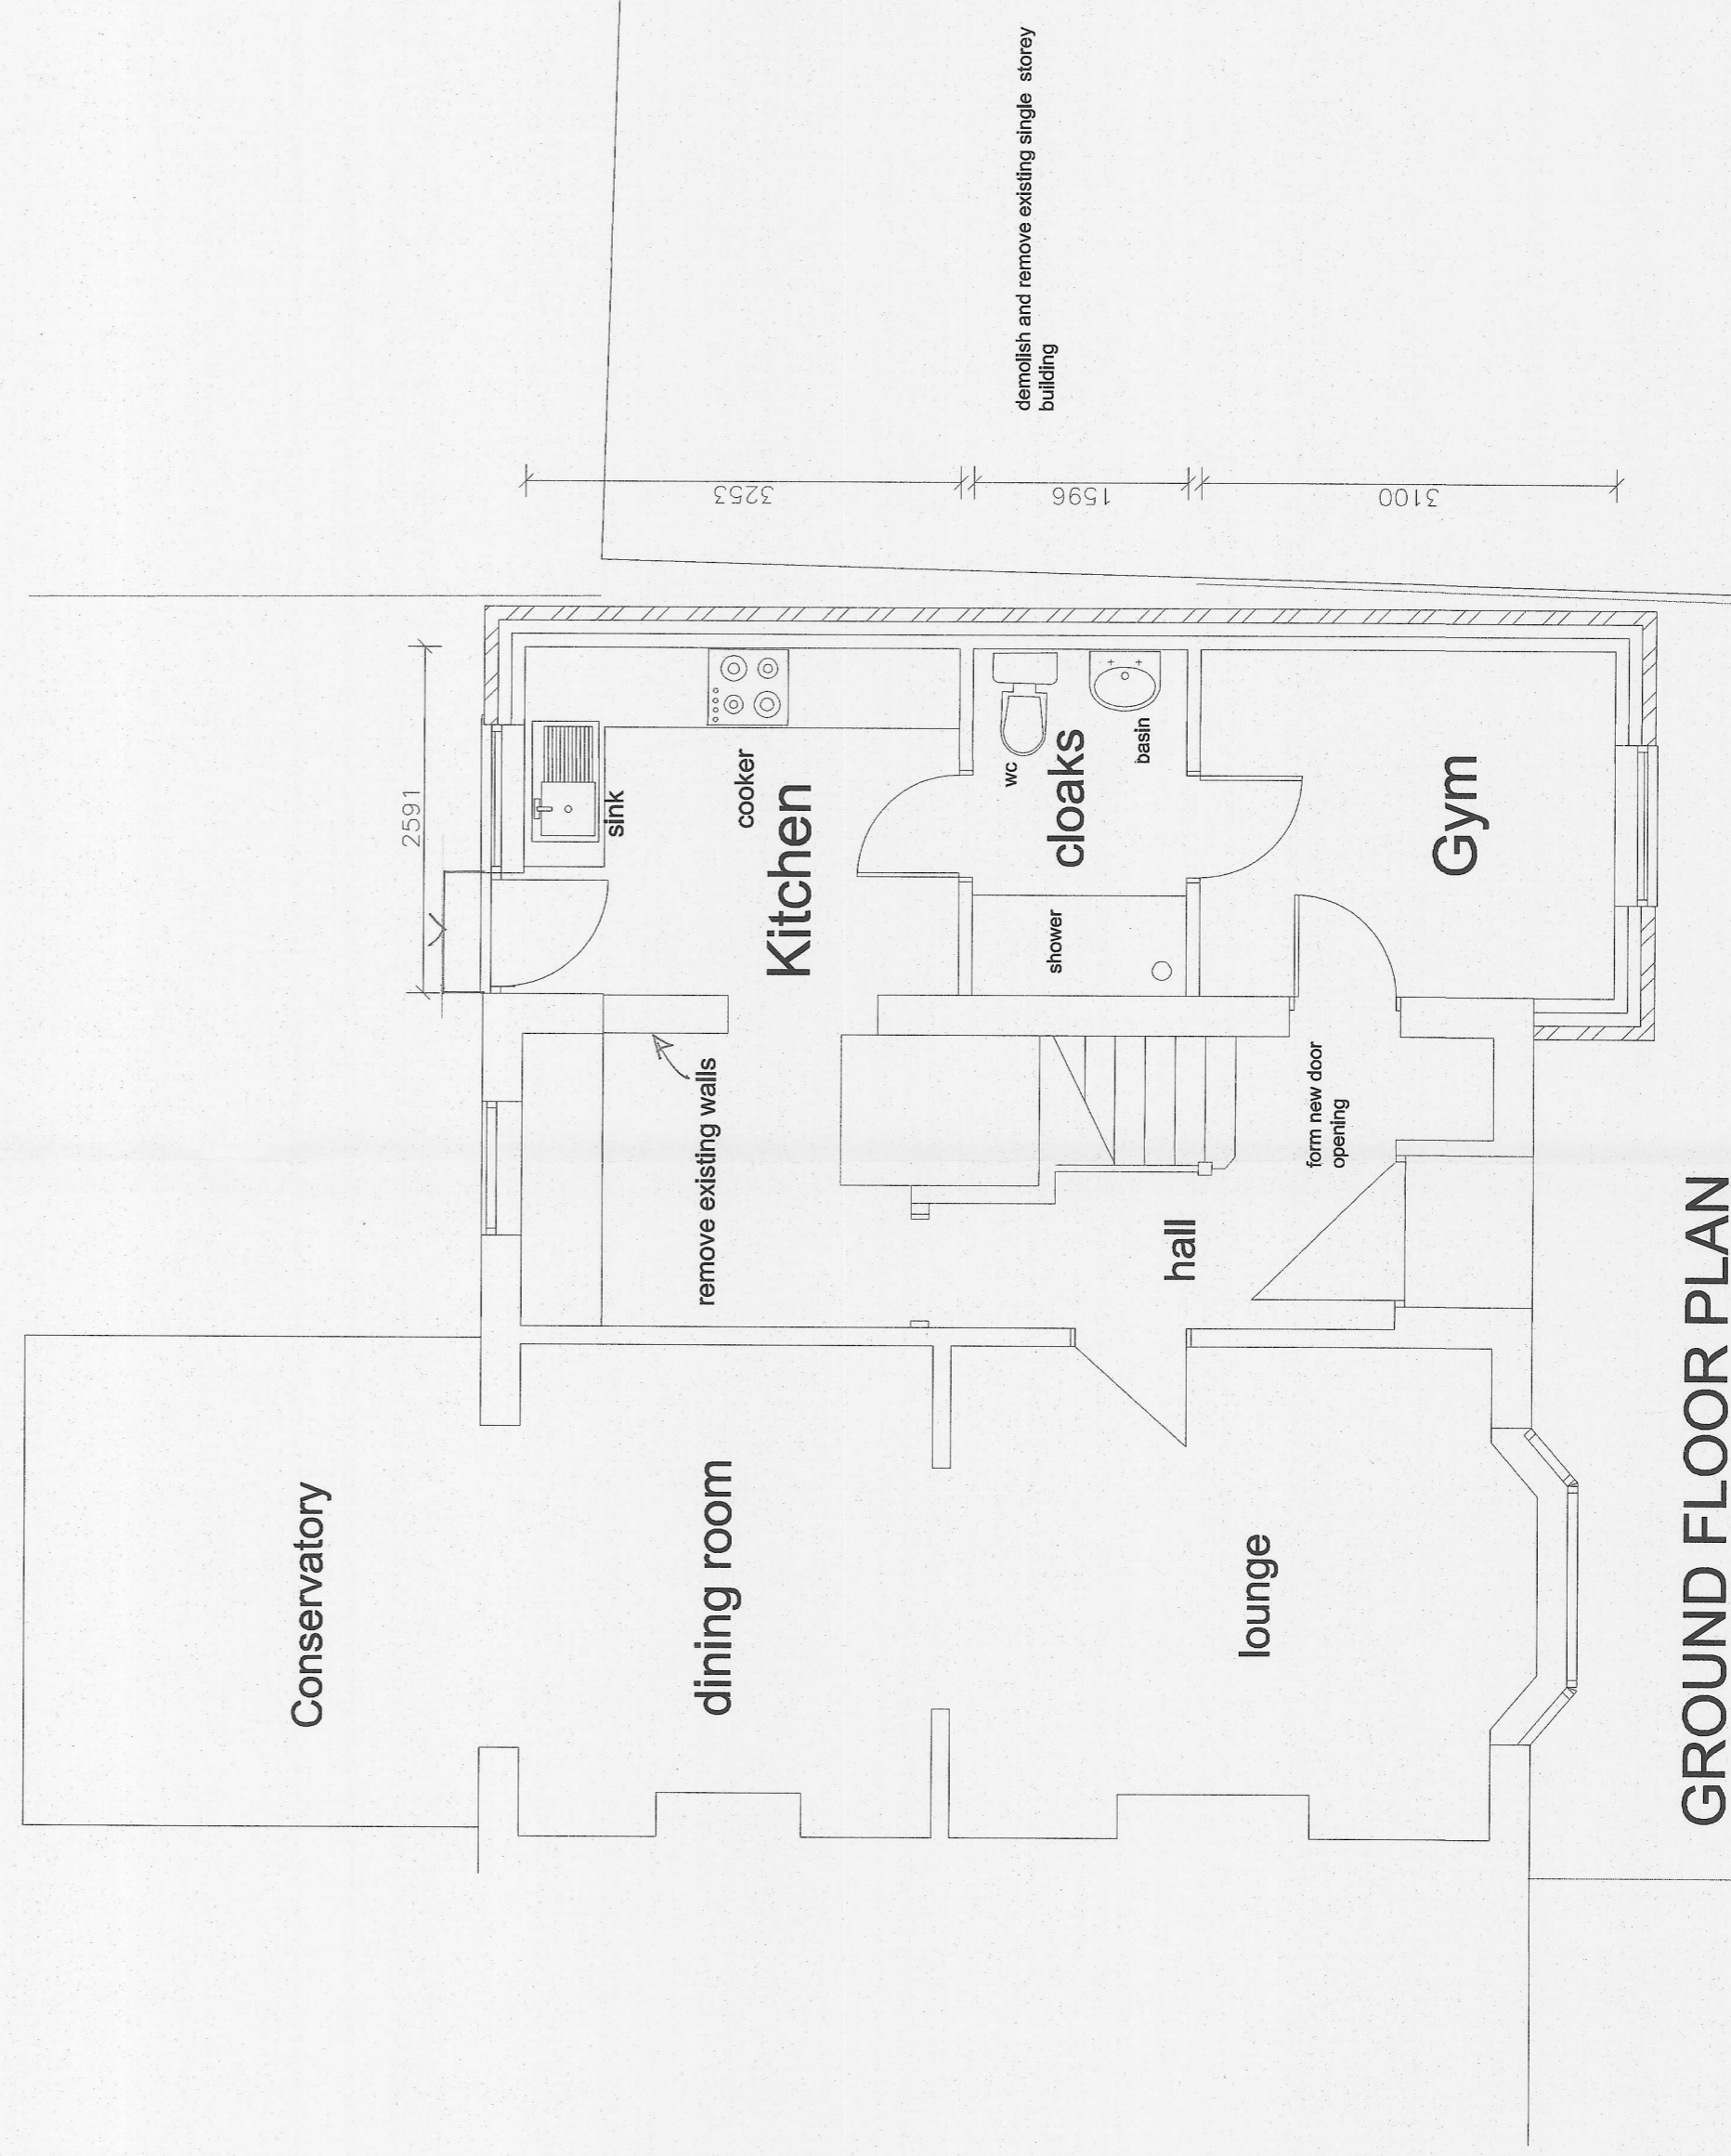 demolish and remove existing single storey
building
3253
1596
3100
2591
sink
cooker
Kitchen
wc
cloaks
basin
shower
Gym
remove existing walls
form new door
opening
hall
Conservatory
dining room
lounge
GROUND FLOOR PLAN